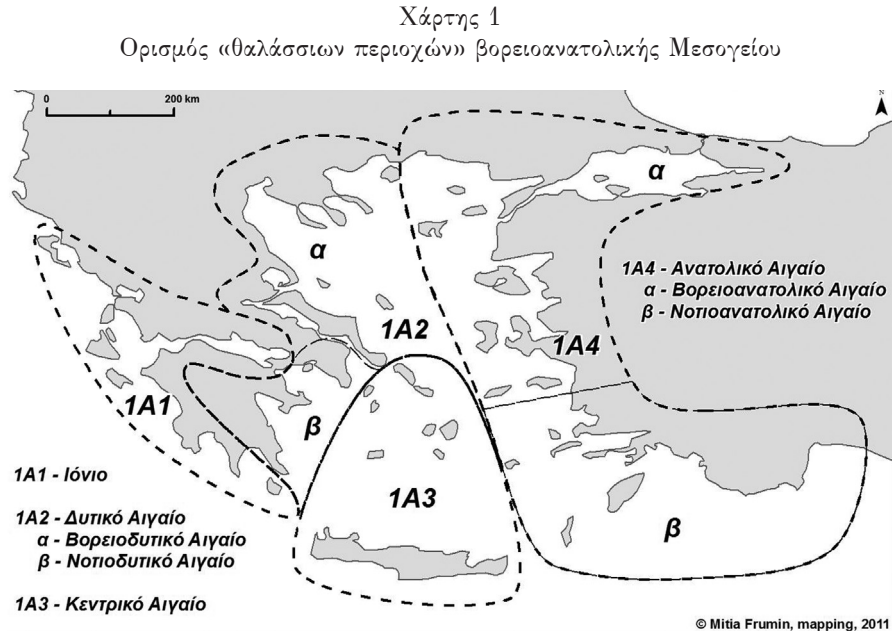 Χάρτης 1
Ορισμός «θαλάσσιων περιοχών» βορειοανατολικής Μεσογείου
0 200 km
N
α
α
1A4 - Ανατολικό Αιγαίο
α - Βορειοανατολικό Αιγαίο
β - Νοτιοανατολικό Αιγαίο
1A2
1A4
1A1
β
1A3
β
1A1 - Ιόνιο
1A2 - Δυτικό Αιγαίο
α - Βορειοδυτικό Αιγαίο
β - Νοτιοδυτικό Αιγαίο
1A3 - Κεντρικό Αιγαίο
© Mitia Frumin, mapping, 2011